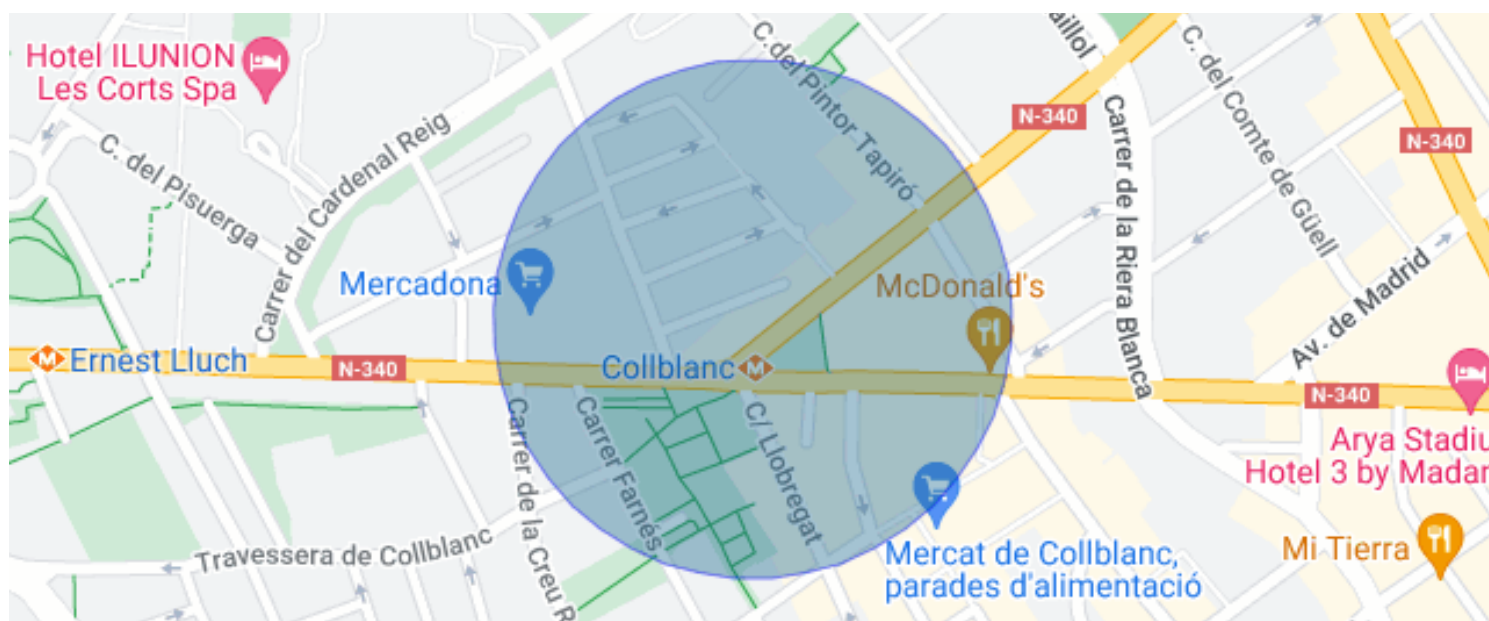 Hotel ILUNION
Les Corts Spa
C. del Pisuerga
Carrer del Cardenal Reig
C. del Pintor Tapiró
aillol
N-340
C. del Comte de Güell
N-340
Carrer de la Riera Blanca
Mercadona
McDonald's
Av. de Madrid
Ernest Lluch
N-340
Collblanc
N-340
Carrer de la Creu R
Carrer Farnés
C/ Llobregat
Arya Stadiu
Hotel 3 by Madan
Travessera de Collblanc
Mercat de Collblanc,
parades d'alimentació
Mi Tierra